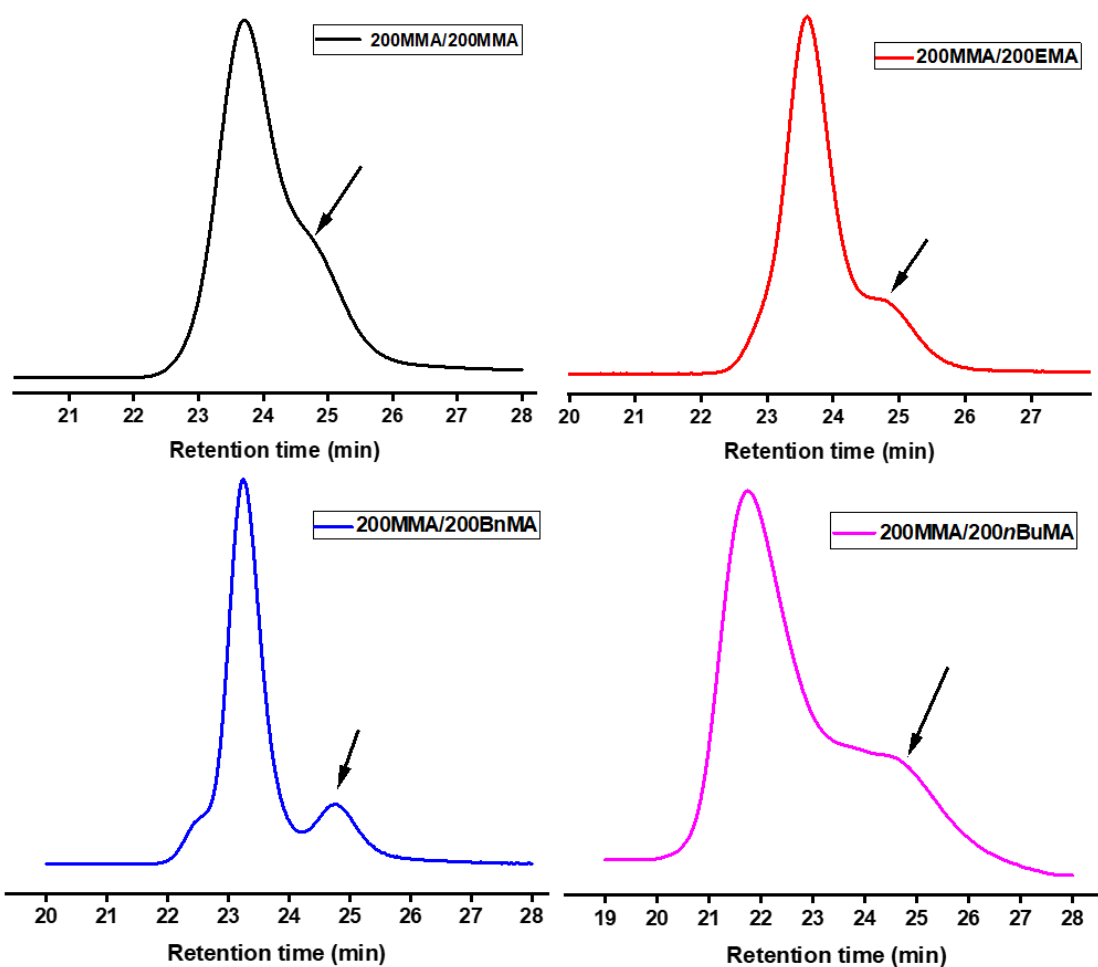 200MMA/200MMA
21 22 23 24 25 26 27 28
Retention time (min)
200MMA/200EMA
20 21 22 23 24 25 26 27
Retention time (min)
200MMA/200BnMA
20 21 22 23 24 25 26 27 28
Retention time (min)
200MMA/200nBuMA
19 20 21 22 23 24 25 26 27 28
Retention time (min)